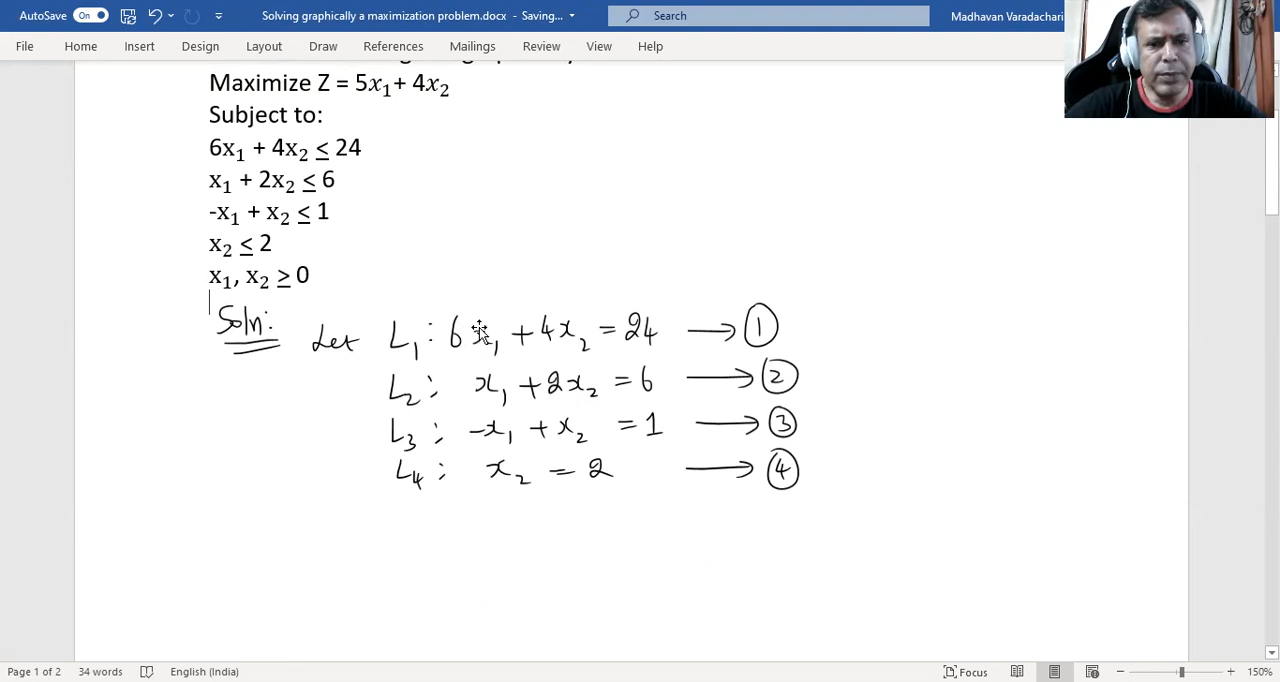 AutoSave On Solving graphically a maximization problem.docx - Saving... Search Madhavan Varadachari
File Home Insert Design Layout Draw References Mailings Review View Help
Maximize Z = 5x₁+ 4x₂
Subject to:
6x₁ + 4x₂ ≤ 24
x₁ + 2x₂ ≤ 6
-x₁ + x₂ ≤ 1
x₂ ≤ 2
x₁, x₂ ≥ 0
Soln: Let L₁: 6x₁ + 4x₂ = 24 → ①
L₂: x₁ + 2x₂ = 6 → ②
L₃: -x₁ + x₂ = 1 → ③
L₄: x₂ = 2 → ④
Page 1 of 2 34 words English (India) Focus 150%